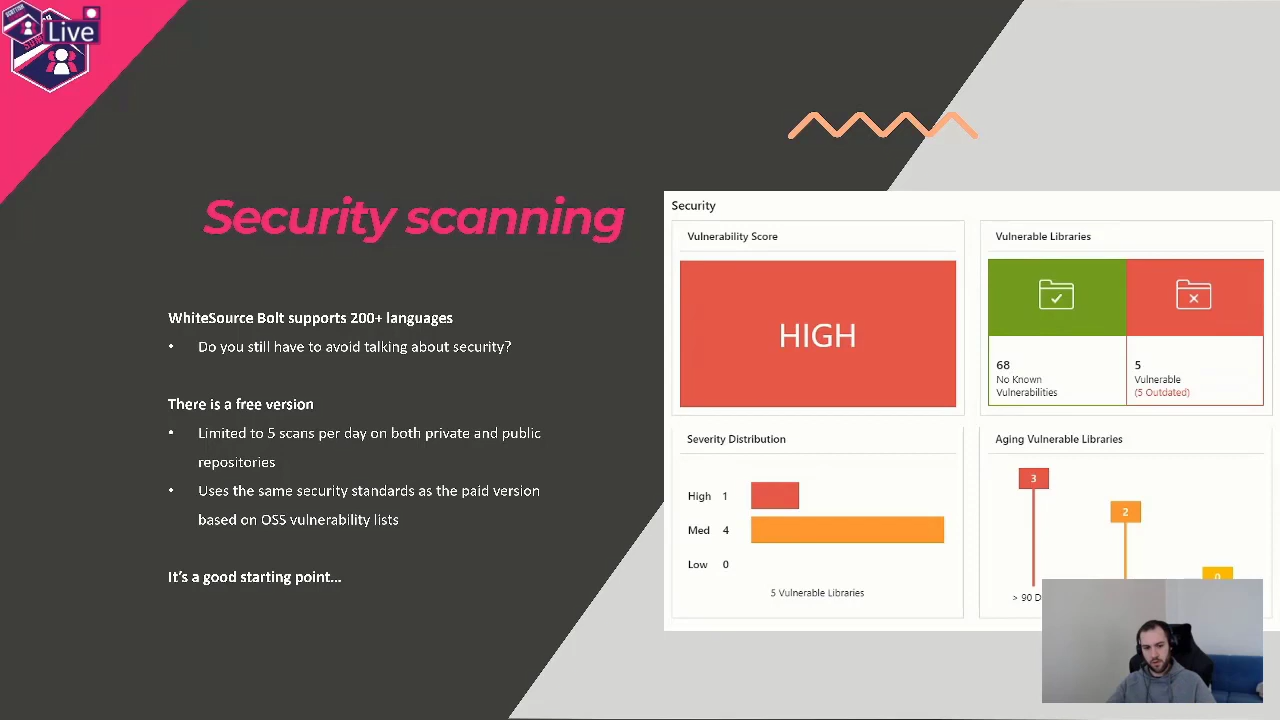 Live
Security scanning
WhiteSource Bolt supports 200+ languages
• Do you still have to avoid talking about security?
There is a free version
• Limited to 5 scans per day on both private and public
repositories
• Uses the same security standards as the paid version
based on OSS vulnerability lists
It's a good starting point...
Security
Vulnerability Score
HIGH
Vulnerable Libraries
68
No Known
Vulnerabilities
5
Vulnerable
(5 Outdated)
Severity Distribution
High 1
Med 4
Low 0
5 Vulnerable Libraries
Aging Vulnerable Libraries
3
2
0
> 90 D